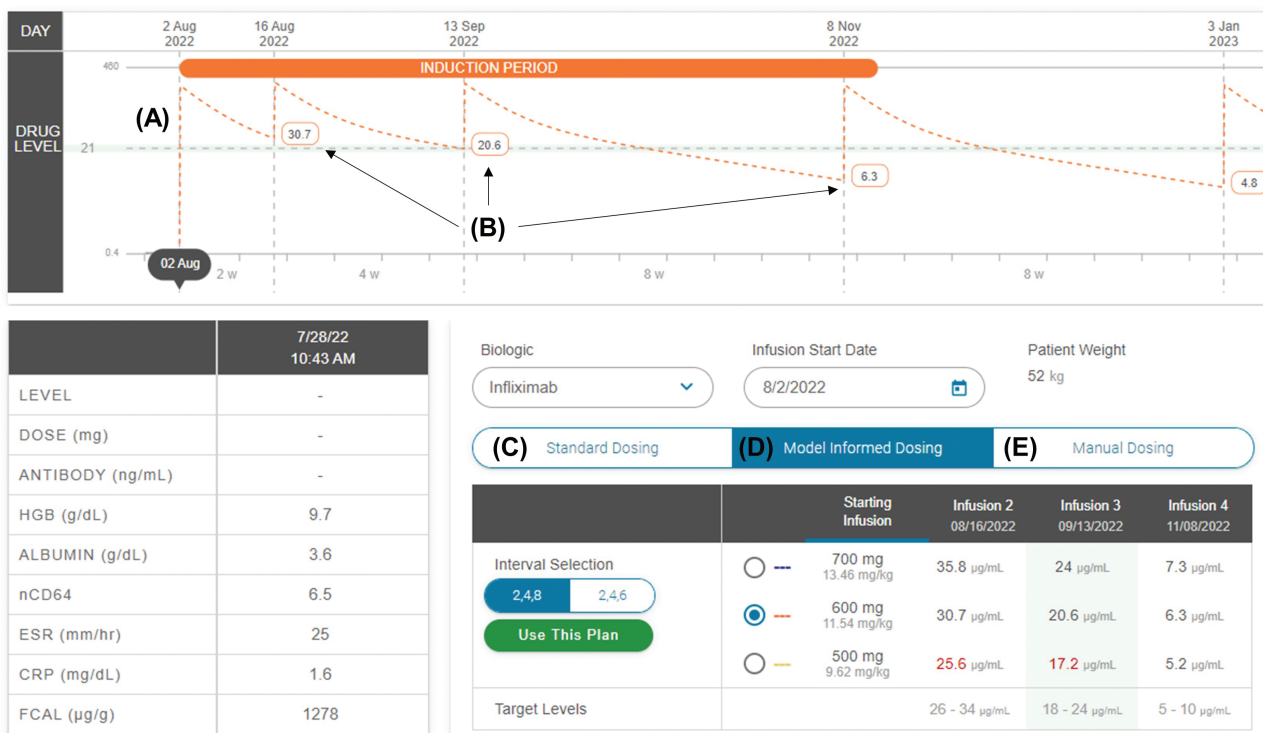 DAY
2 Aug 2022
16 Aug 2022
13 Sep 2022
8 Nov 2022
3 Jan 2023
460
INDUCTION PERIOD
(A)
DRUG LEVEL
21
30.7
20.6
6.3
4.8
(B)
0.4
02 Aug
2 w
4 w
8 w
8 w
7/28/22
10:43 AM
LEVEL -
DOSE (mg) -
ANTIBODY (ng/mL) -
HGB (g/dL) 9.7
ALBUMIN (g/dL) 3.6
nCD64 6.5
ESR (mm/hr) 25
CRP (mg/dL) 1.6
FCAL (µg/g) 1278
Biologic
Infliximab
Infusion Start Date
8/2/2022
Patient Weight
52 kg
(C) Standard Dosing
(D) Model Informed Dosing
(E) Manual Dosing
Starting Infusion
Infusion 2
08/16/2022
Infusion 3
09/13/2022
Infusion 4
11/08/2022
Interval Selection
2,4,8 2,4,6
Use This Plan
700 mg
13.46 mg/kg
35.8 µg/mL 24 µg/mL 7.3 µg/mL
600 mg
11.54 mg/kg
30.7 µg/mL 20.6 µg/mL 6.3 µg/mL
500 mg
9.62 mg/kg
25.6 µg/mL 17.2 µg/mL 5.2 µg/mL
Target Levels 26 - 34 µg/mL 18 - 24 µg/mL 5 - 10 µg/mL